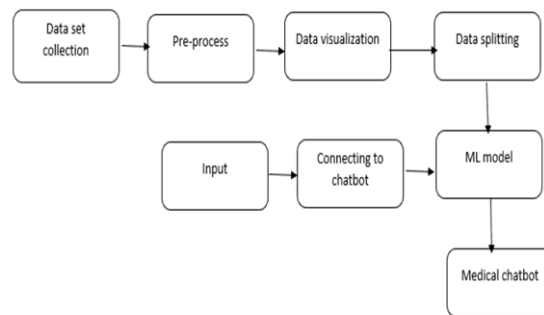 Data set
collection
Pre-process
Data visualization
Data splitting
Input
Connecting to
chatbot
ML model
Medical chatbot